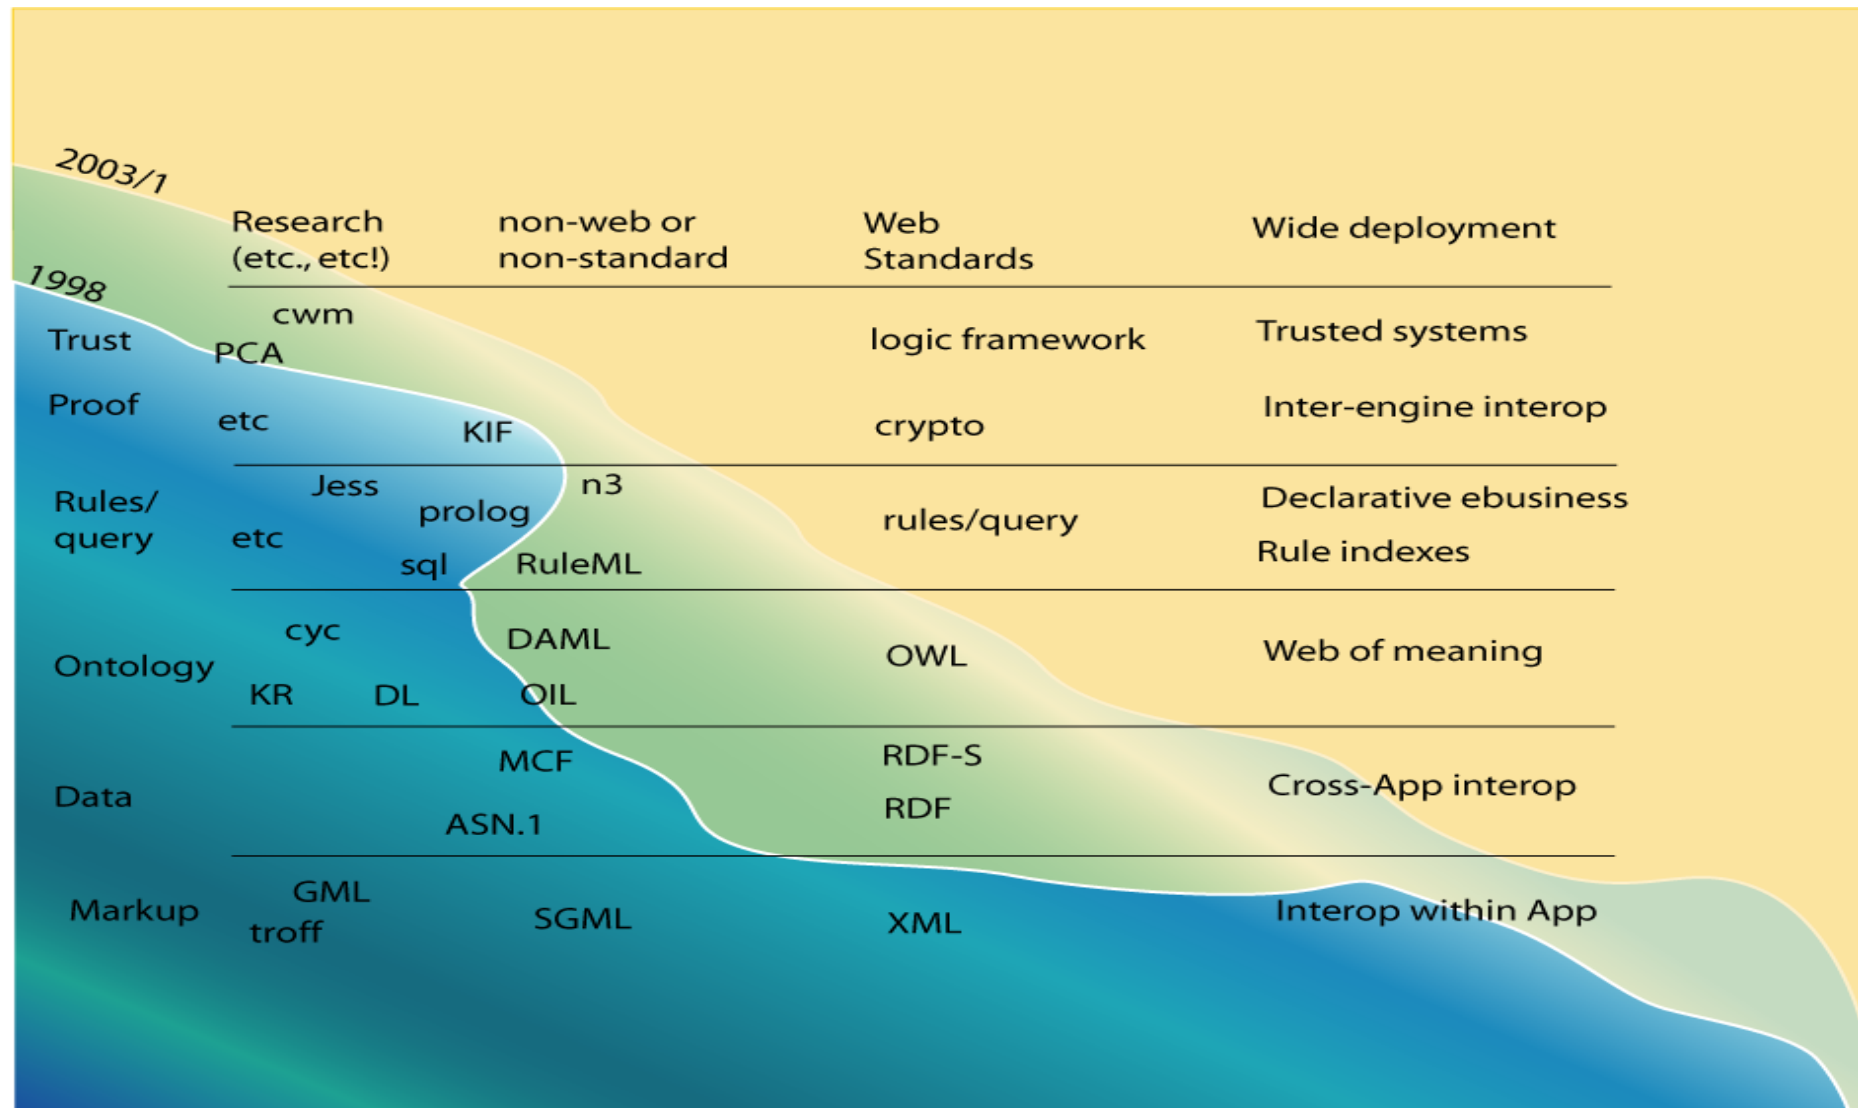 2003/1
Research
(etc., etc!)
non-web or
non-standard
Web
Standards
Wide deployment
1998
Trust
cwm
PCA
logic framework
Trusted systems
Proof
etc
KIF
crypto
Inter-engine interop
Rules/
query
Jess
prolog
etc
sql
n3
RuleML
rules/query
Declarative ebusiness
Rule indexes
Ontology
cyc
KR
DL
DAML
OIL
OWL
Web of meaning
Data
MCF
ASN.1
RDF-S
RDF
Cross-App interop
Markup
GML
troff
SGML
XML
Interop within App